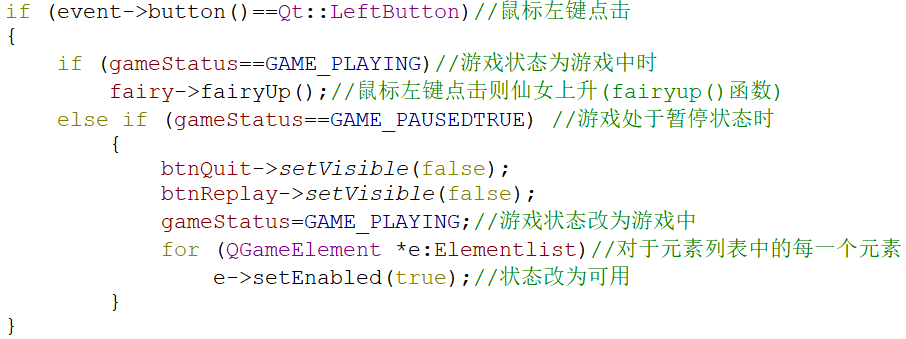 if (event->button()==Qt::LeftButton)//鼠标左键点击
{
    if (gameStatus==GAME_PLAYING)//游戏状态为游戏中时
        fairy->fairyUp();//鼠标左键点击则仙女上升(fairyup()函数)
    else if (gameStatus==GAME_PAUSEDTRUE) //游戏处于暂停状态时
        {
            btnQuit->setVisible(false);
            btnReplay->setVisible(false);
            gameStatus=GAME_PLAYING;//游戏状态改为游戏中
            for (QGameElement *e:Elementlist)//对于元素列表中的每一个元素
                e->setEnabled(true);//状态改为可用
        }
}